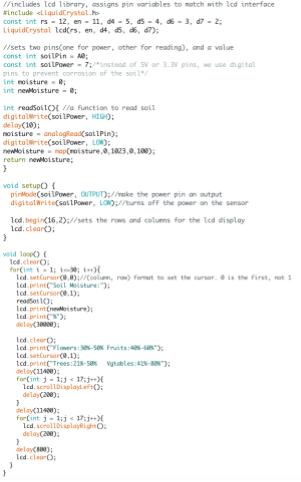 //includes lcd library, assigns pin variables to match with lcd interface
#include <LiquidCrystal.h>
const int rs = 12, en = 11, d4 = 5, d5 = 4, d6 = 3, d7 = 2;
LiquidCrystal lcd(rs, en, d4, d5, d6, d7);
//sets two pins(one for power, other for reading), and a value
const int soilPin = A0;
const int soilPower = 7;/*instead of 5V or 3.3V pins, we use digital
pins to prevent corrosion of the soil*/
int moisture = 0;
int newMoisture = 0;
int readSoil(){ //a function to read soil
digitalWrite(soilPower, HIGH);
delay(10);
moisture = analogRead(soilPin);
digitalWrite(soilPower, LOW);
newMoisture = map(moisture,0,1023,0,100);
return newMoisture;
}
void setup() {
pinMode(soilPower, OUTPUT);//make the power pin an output
digitalWrite(soilPower, LOW);//turns off the power on the sensor
lcd.begin(16,2);//sets the rows and columns for the lcd display
lcd.clear();
}
void loop() {
lcd.clear();
for(int i = 1; i<=30; i++){
lcd.setCursor(0,0);//(column, row) format to set the cursor. 0 is the first, not 1
lcd.print("Soil Moisture:");
lcd.setCursor(0,1);
readSoil();
lcd.print(newMoisture);
lcd.print("%");
delay(30000);
lcd.clear();
lcd.print("Flowers:30%-50% Fruits:40%-60%");
lcd.setCursor(0,1);
lcd.print("Trees:21%-50% Vgtables:41%-80%");
delay(11400);
for(int j = 1;j < 17;j++){
lcd.scrollDisplayLeft();
delay(200);
}
delay(11400);
for(int j = 1;j < 17;j++){
lcd.scrollDisplayRight();
delay(200);
}
delay(800);
lcd.clear();
}
}